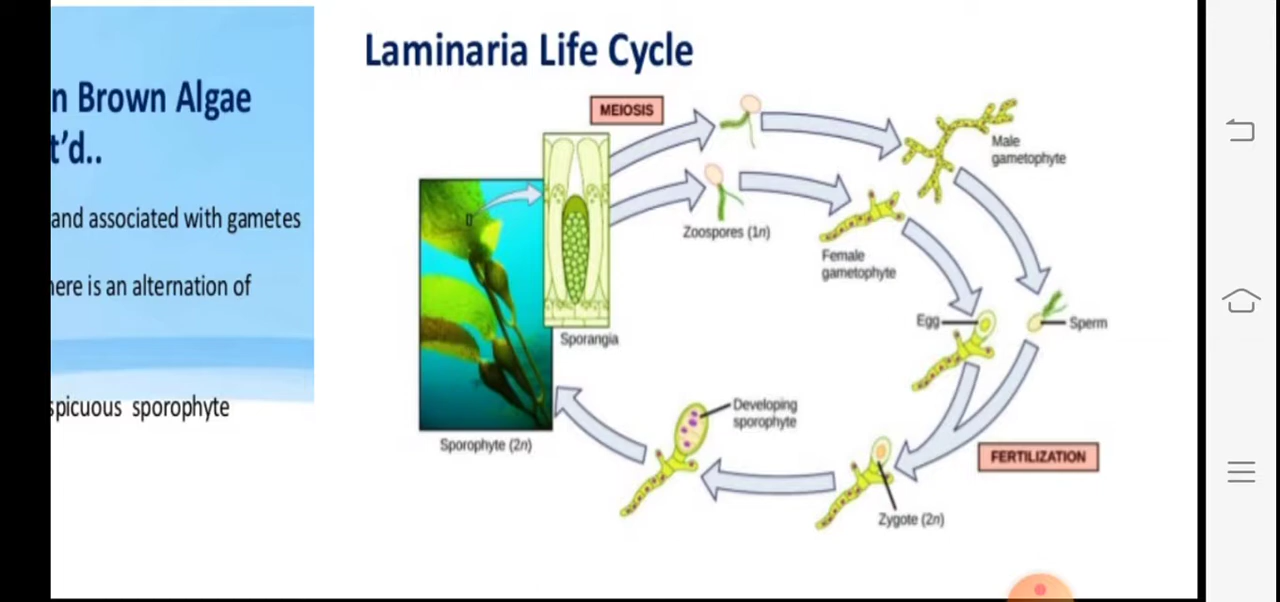 n Brown Algae
t'd..
and associated with gametes
ere is an alternation of
spicuous sporophyte
Laminaria Life Cycle
MEIOSIS
Male
gametophyte
Zoospores (1n)
Female
gametophyte
Egg
Sperm
Sporangia
Developing
sporophyte
Sporophyte (2n)
FERTILIZATION
Zygote (2n)